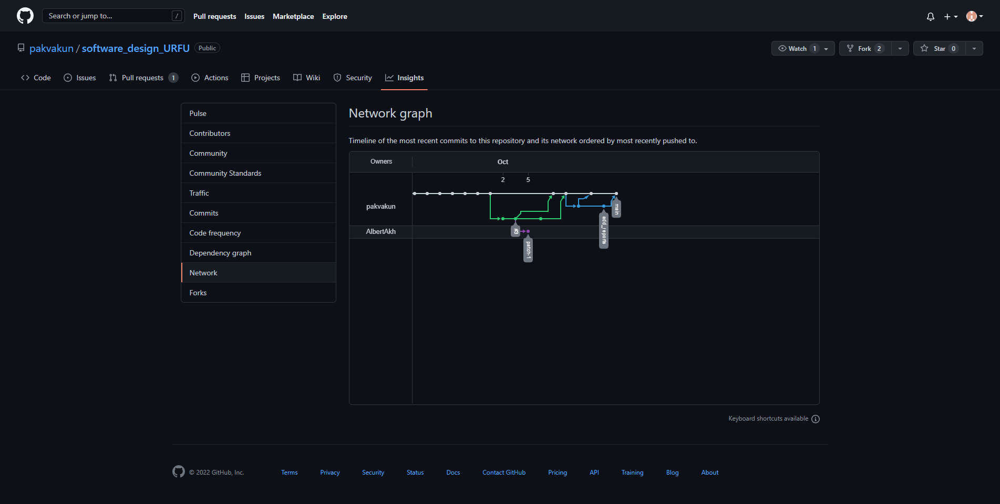 Search or jump to... /
Pull requests Issues Marketplace Explore
pakvakun / software_design_URFU Public
Watch 1 Fork 2 Star 0
Code Issues Pull requests 1 Actions Projects Wiki Security Insights
Pulse
Contributors
Community
Community Standards
Traffic
Commits
Code frequency
Dependency graph
Network
Forks
Network graph
Timeline of the most recent commits to this repository and its network ordered by most recently pushed to.
Owners Oct
2 5
pakvakun
main
add_reports
AlbertAkh
patch-1
Keyboard shortcuts available
© 2022 GitHub, Inc. Terms Privacy Security Status Docs Contact GitHub Pricing API Training Blog About